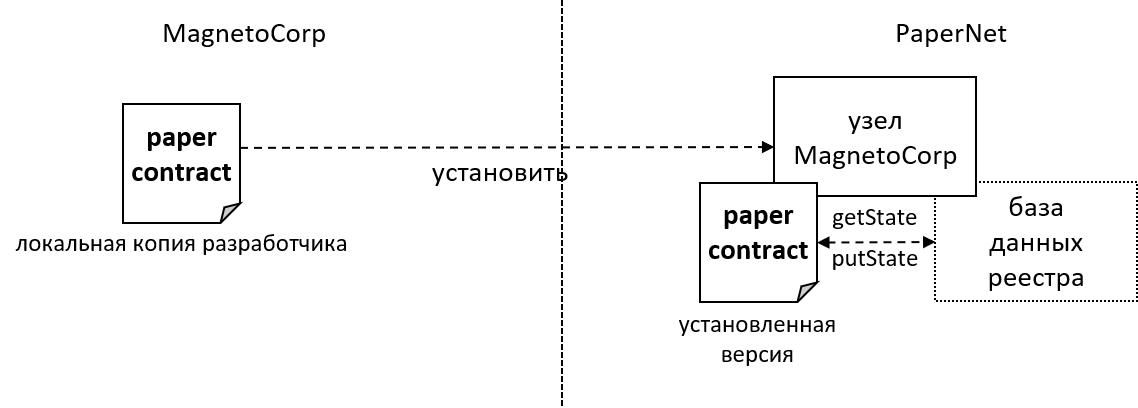 MagnetoCorp
PaperNet
paper
contract
установить
узел
MagnetoCorp
локальная копия разработчика
paper
contract
getState
putState
база
данных
реестра
установленная
версия